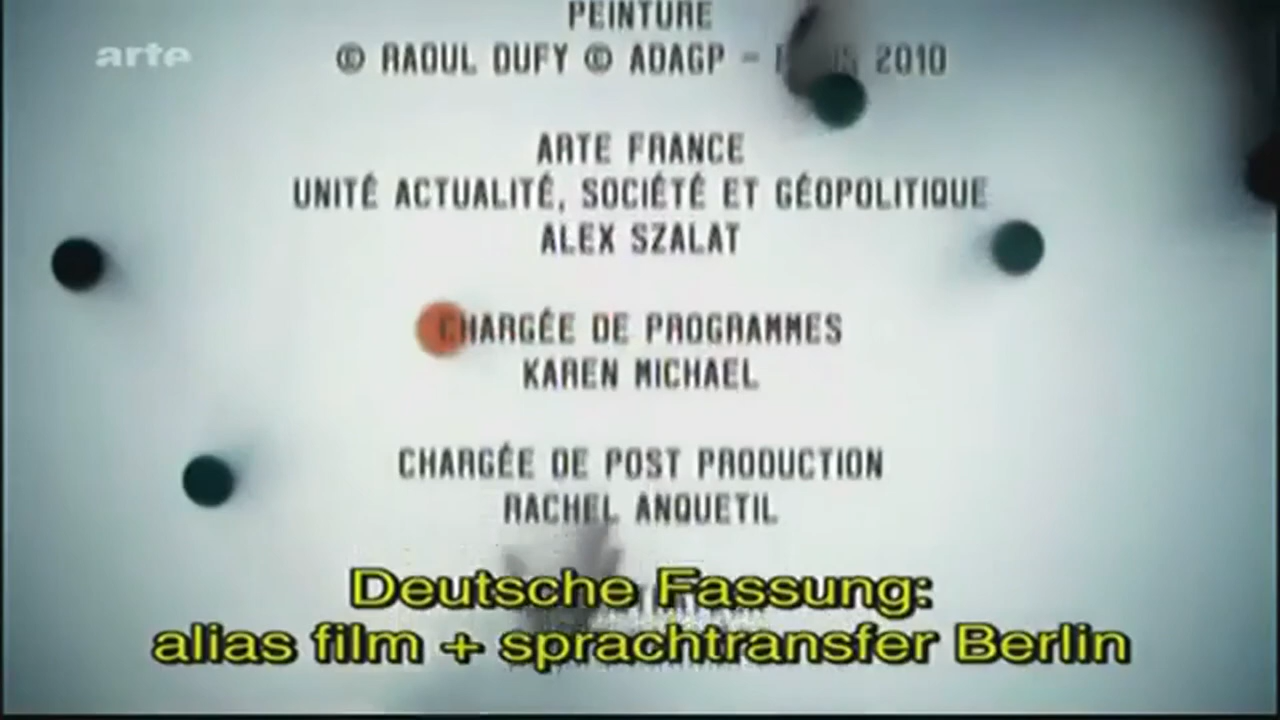 PEINTURE
arte
© RAOUL DUFY © ADAGP - 2010
ARTE FRANCE
UNITÉ ACTUALITÉ, SOCIÉTÉ ET GÉOPOLITIQUE
ALEX SZALAT
CHARGÉE DE PROGRAMMES
KAREN MICHAEL
CHARGÉE DE POST PRODUCTION
RACHEL ANQUETIL
Deutsche Fassung:
alias film + sprachtransfer Berlin